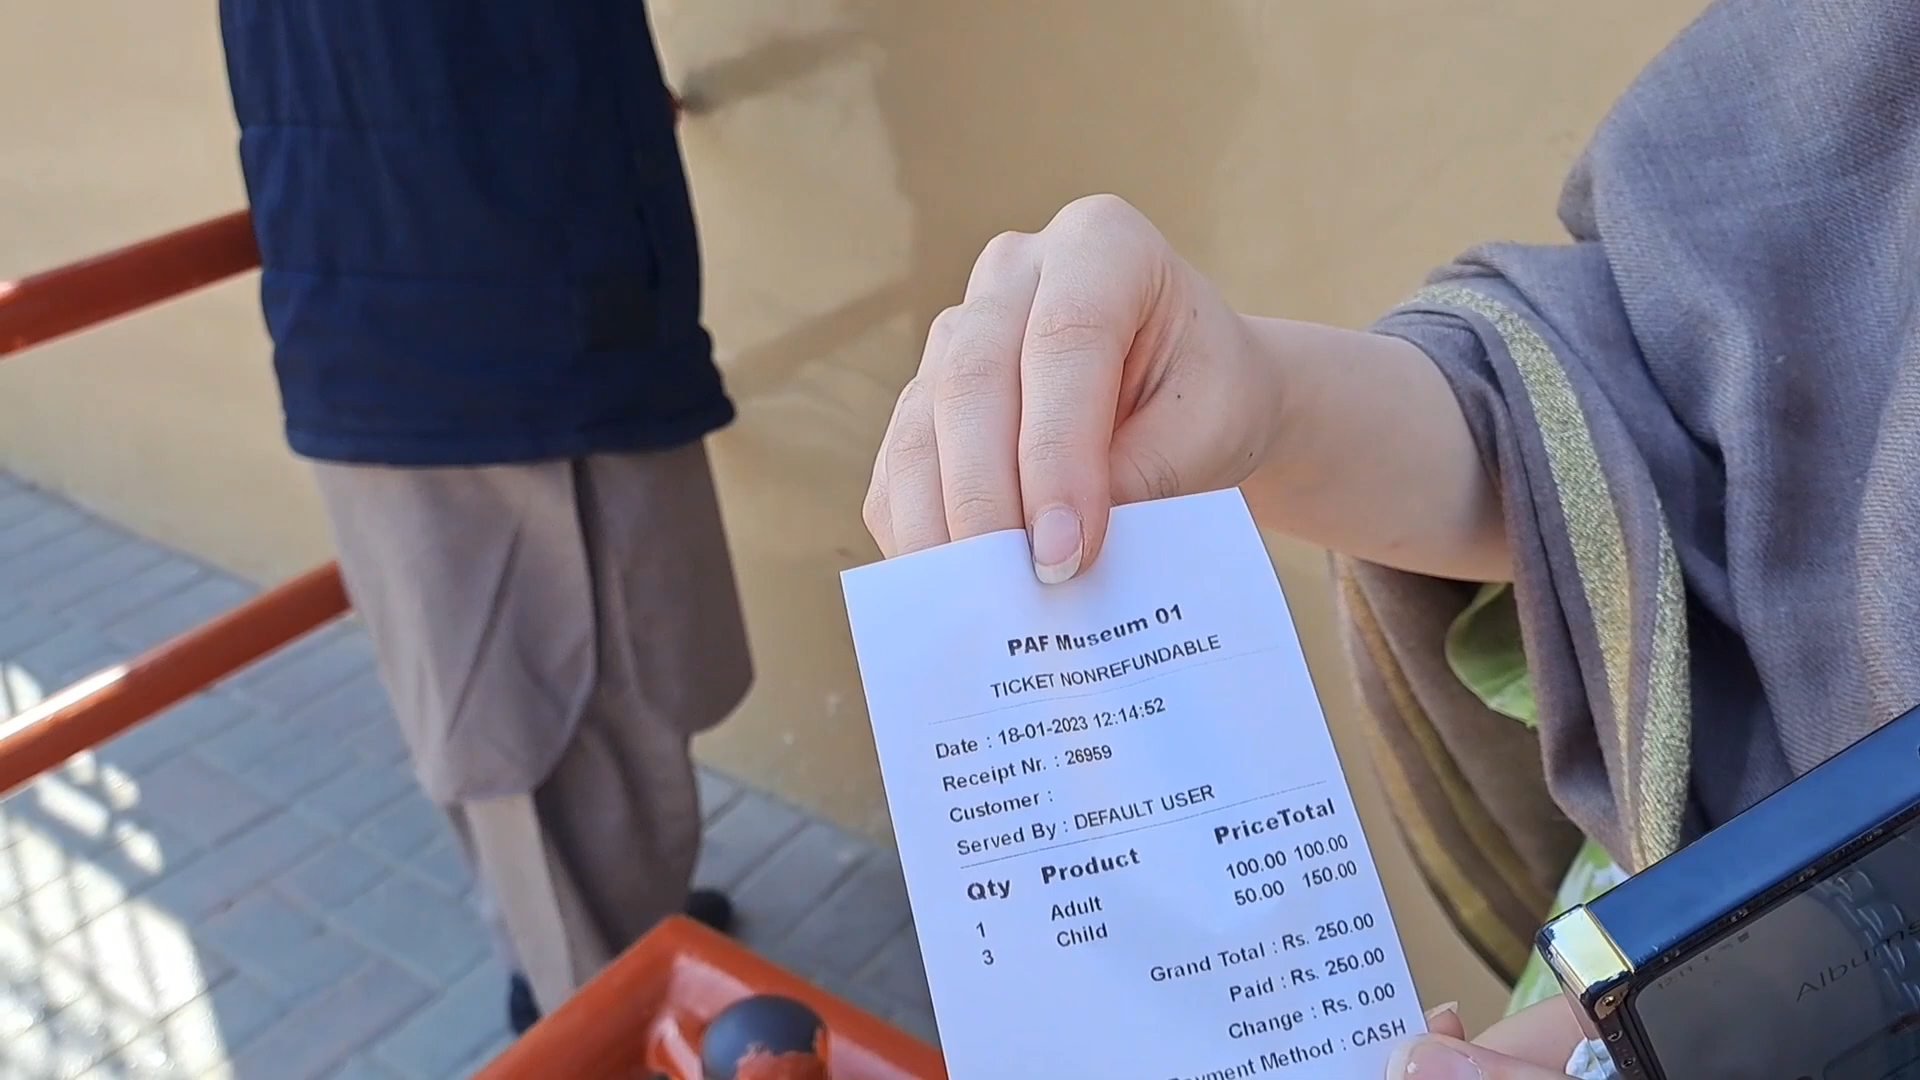 PAF Museum 01
TICKET NONREFUNDABLE
Date : 18-01-2023 12:14:52
Receipt Nr. : 26959
Customer :
Served By : DEFAULT USER
Qty Product PriceTotal
1 Adult 100.00 100.00
3 Child 50.00 150.00
Grand Total : Rs. 250.00
Paid : Rs. 250.00
Change : Rs. 0.00
Payment Method : CASH
Albums